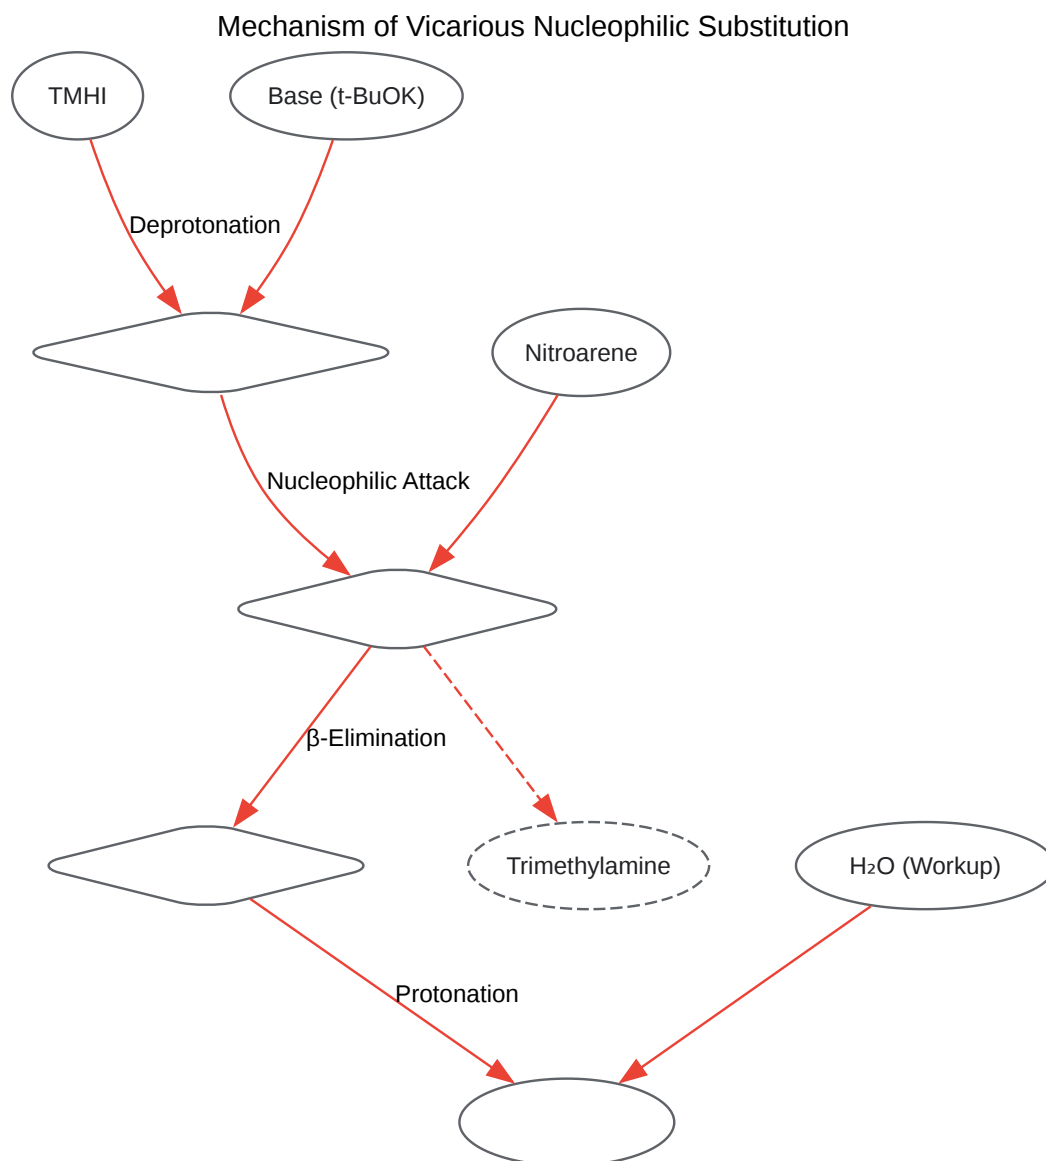 Mechanism of Vicarious Nucleophilic Substitution
TMHI
Base (t-BuOK)
Deprotonation
Nitroarene
Nucleophilic Attack
β-Elimination
Trimethylamine
H₂O (Workup)
Protonation